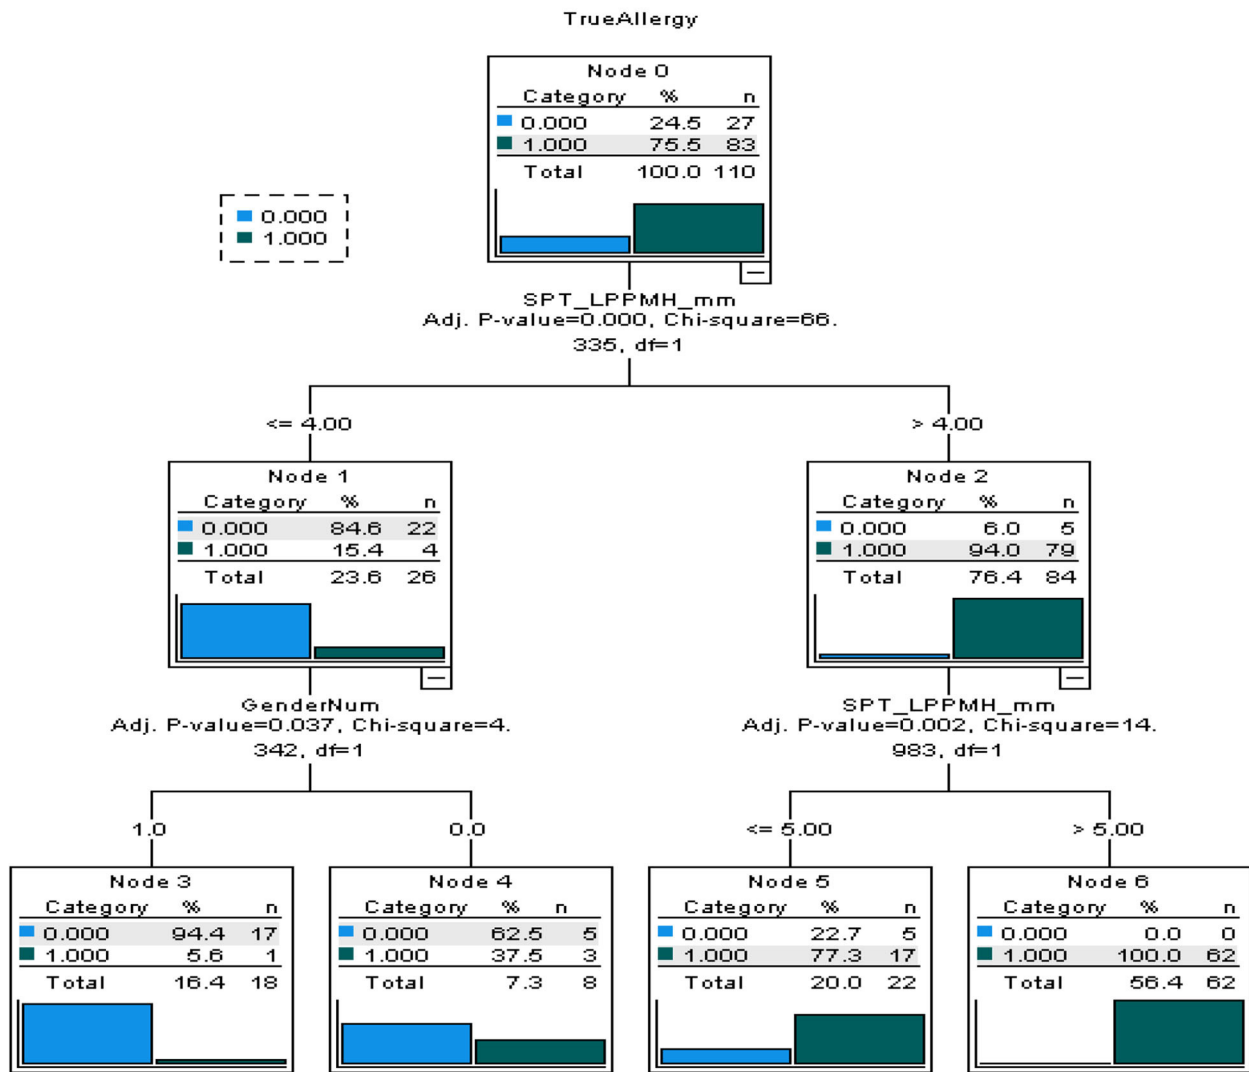 TrueAllergy
Node 0
Category % n
0.000 24.5 27
1.000 75.5 83
Total 100.0 110
0.000
1.000
SPT_LPPMH_mm
Adj. P-value=0.000, Chi-square=66.
335, df=1
<= 4.00
> 4.00
Node 1
Category % n
0.000 84.6 22
1.000 15.4 4
Total 23.6 26
Node 2
Category % n
0.000 6.0 5
1.000 94.0 79
Total 76.4 84
GenderNum
Adj. P-value=0.037, Chi-square=4.
342, df=1
SPT_LPPMH_mm
Adj. P-value=0.002, Chi-square=14.
983, df=1
1.0
0.0
<= 5.00
> 5.00
Node 3
Category % n
0.000 94.4 17
1.000 5.6 1
Total 16.4 18
Node 4
Category % n
0.000 62.5 5
1.000 37.5 3
Total 7.3 8
Node 5
Category % n
0.000 22.7 5
1.000 77.3 17
Total 20.0 22
Node 6
Category % n
0.000 0.0 0
1.000 100.0 62
Total 56.4 62